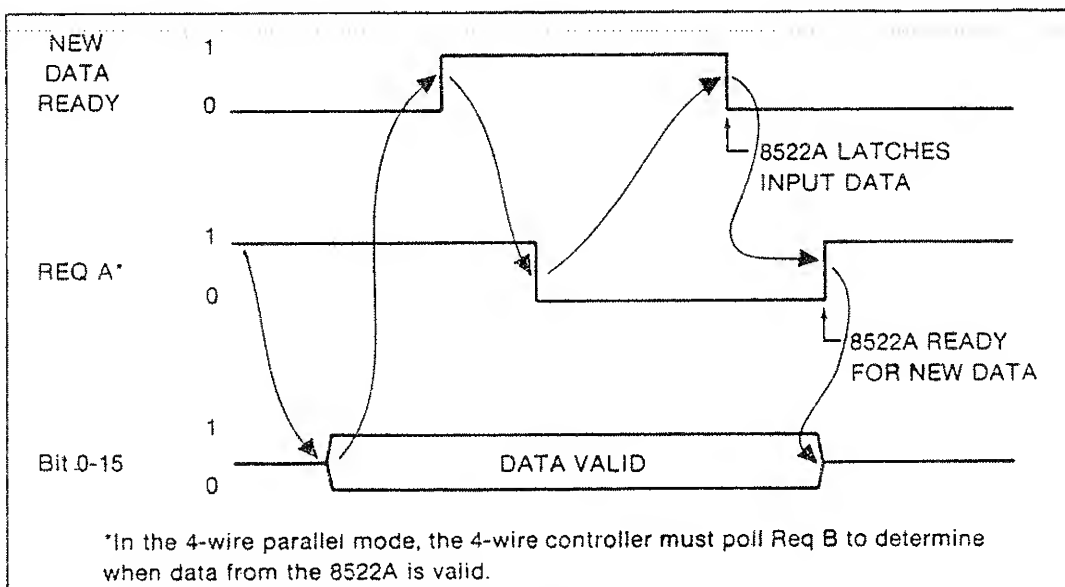 NEW
DATA
READY
1
0
8522A LATCHES
INPUT DATA
REQ A*
1
0
8522A READY
FOR NEW DATA
Bit 0-15
1
0
DATA VALID
*In the 4-wire parallel mode, the 4-wire controller must poll Req B to determine
when data from the 8522A is valid.